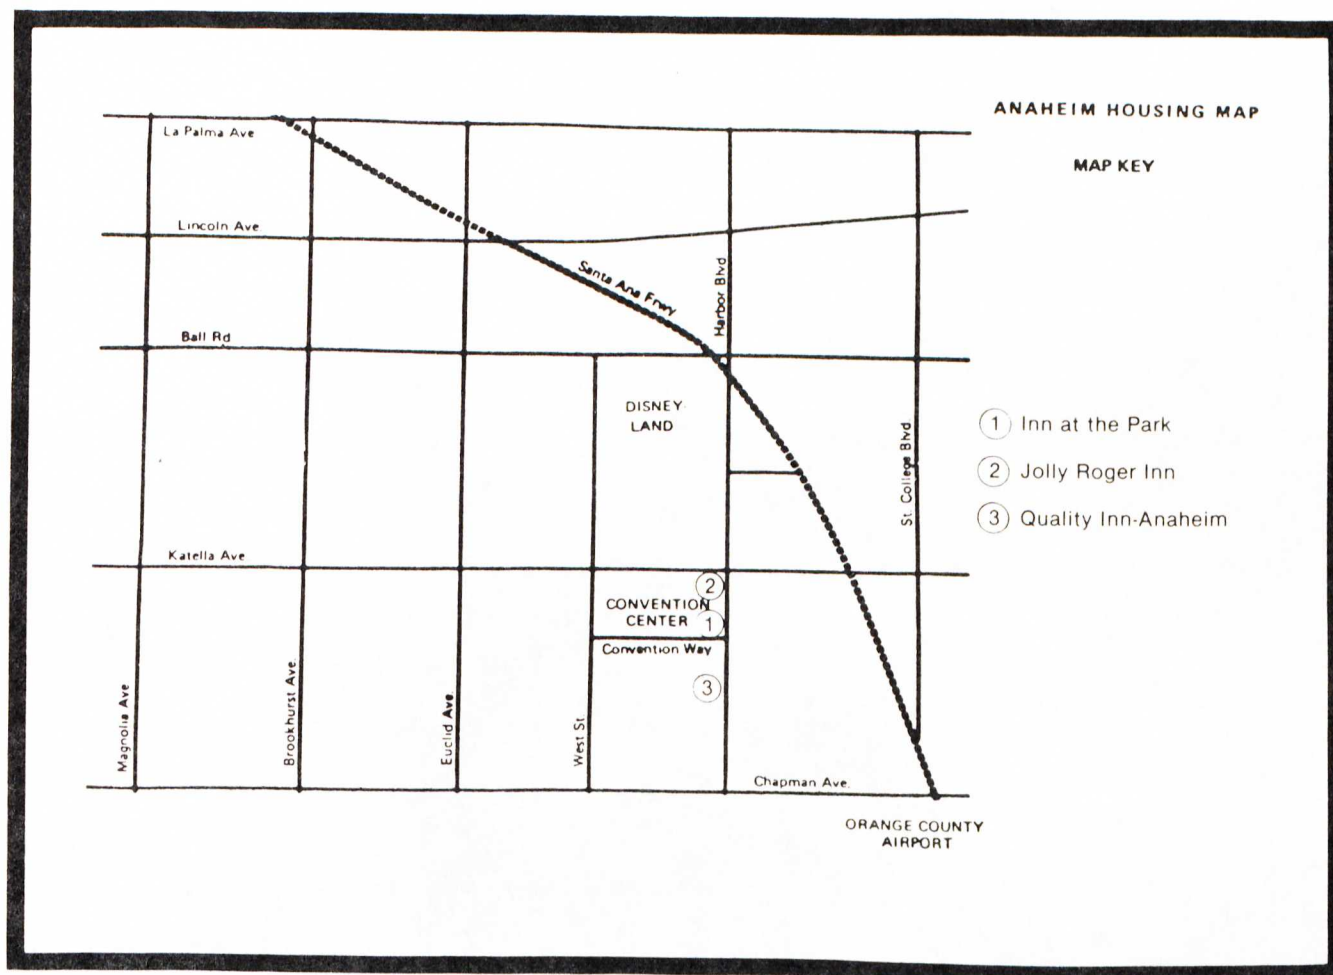 ANAHEIM HOUSING MAP
MAP KEY
La Palma Ave
Lincoln Ave.
Santa Ana Frwy
Harbor Blvd
Ball Rd
DISNEY-
LAND
St. College Blvd.
1 Inn at the Park
2 Jolly Roger Inn
3 Quality Inn-Anaheim
Katella Ave
2
CONVENTION
CENTER 1
Convention Way
3
Magnolia Ave
Brookhurst Ave.
Euclid Ave.
West St
Chapman Ave.
ORANGE COUNTY
AIRPORT